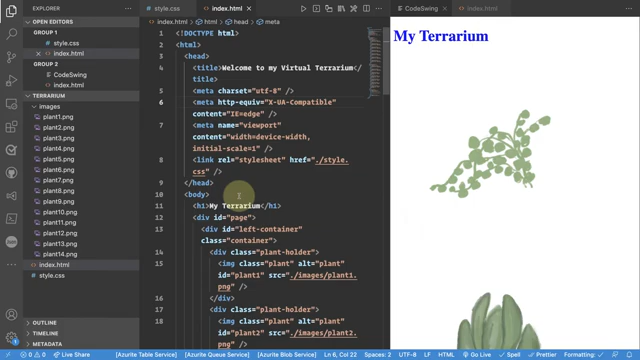 EXPLORER
OPEN EDITORS
GROUP 1
style.css
index.html
GROUP 2
CodeSwing
index.html
TERRARIUM
images
plant1.png
plant2.png
plant3.png
plant4.png
plant5.png
plant6.png
plant7.png
plant8.png
plant9.png
plant10.png
plant11.png
plant12.png
plant13.png
plant14.png
index.html
style.css
OUTLINE
TIMELINE
METADATA
style.css
index.html
index.html > html > head > meta
1 <!DOCTYPE html>
2 <html>
3 <head>
4 <title>Welcome to my Virtual Terrarium</
title>
5 <meta charset="utf-8" />
6 <meta http-equiv="X-UA-Compatible"
content="IE=edge" />
7 <meta name="viewport"
content="width=device-width,
initial-scale=1" />
8 <link rel="stylesheet" href="./style.
css" />
9 </head>
10 <body>
11 <h1>My Terrarium</h1>
12 <div id="page">
13 <div id="left-container"
class="container">
14 <div class="plant-holder">
15 <img class="plant" alt="plant"
id="plant1" src="./images/plant1.
png" />
16 </div>
17 <div class="plant-holder">
18 <img class="plant" alt="plant"
id="plant2" src="./images/plant2.
png" />
CodeSwing
index.html
My Terrarium
0 0 Live Share
[Azurite Table Service] [Azurite Queue Service] [Azurite Blob Service] Ln 6, Col 22 Spaces: 2 UTF-8 LF HTML Go Live Spell Prettier